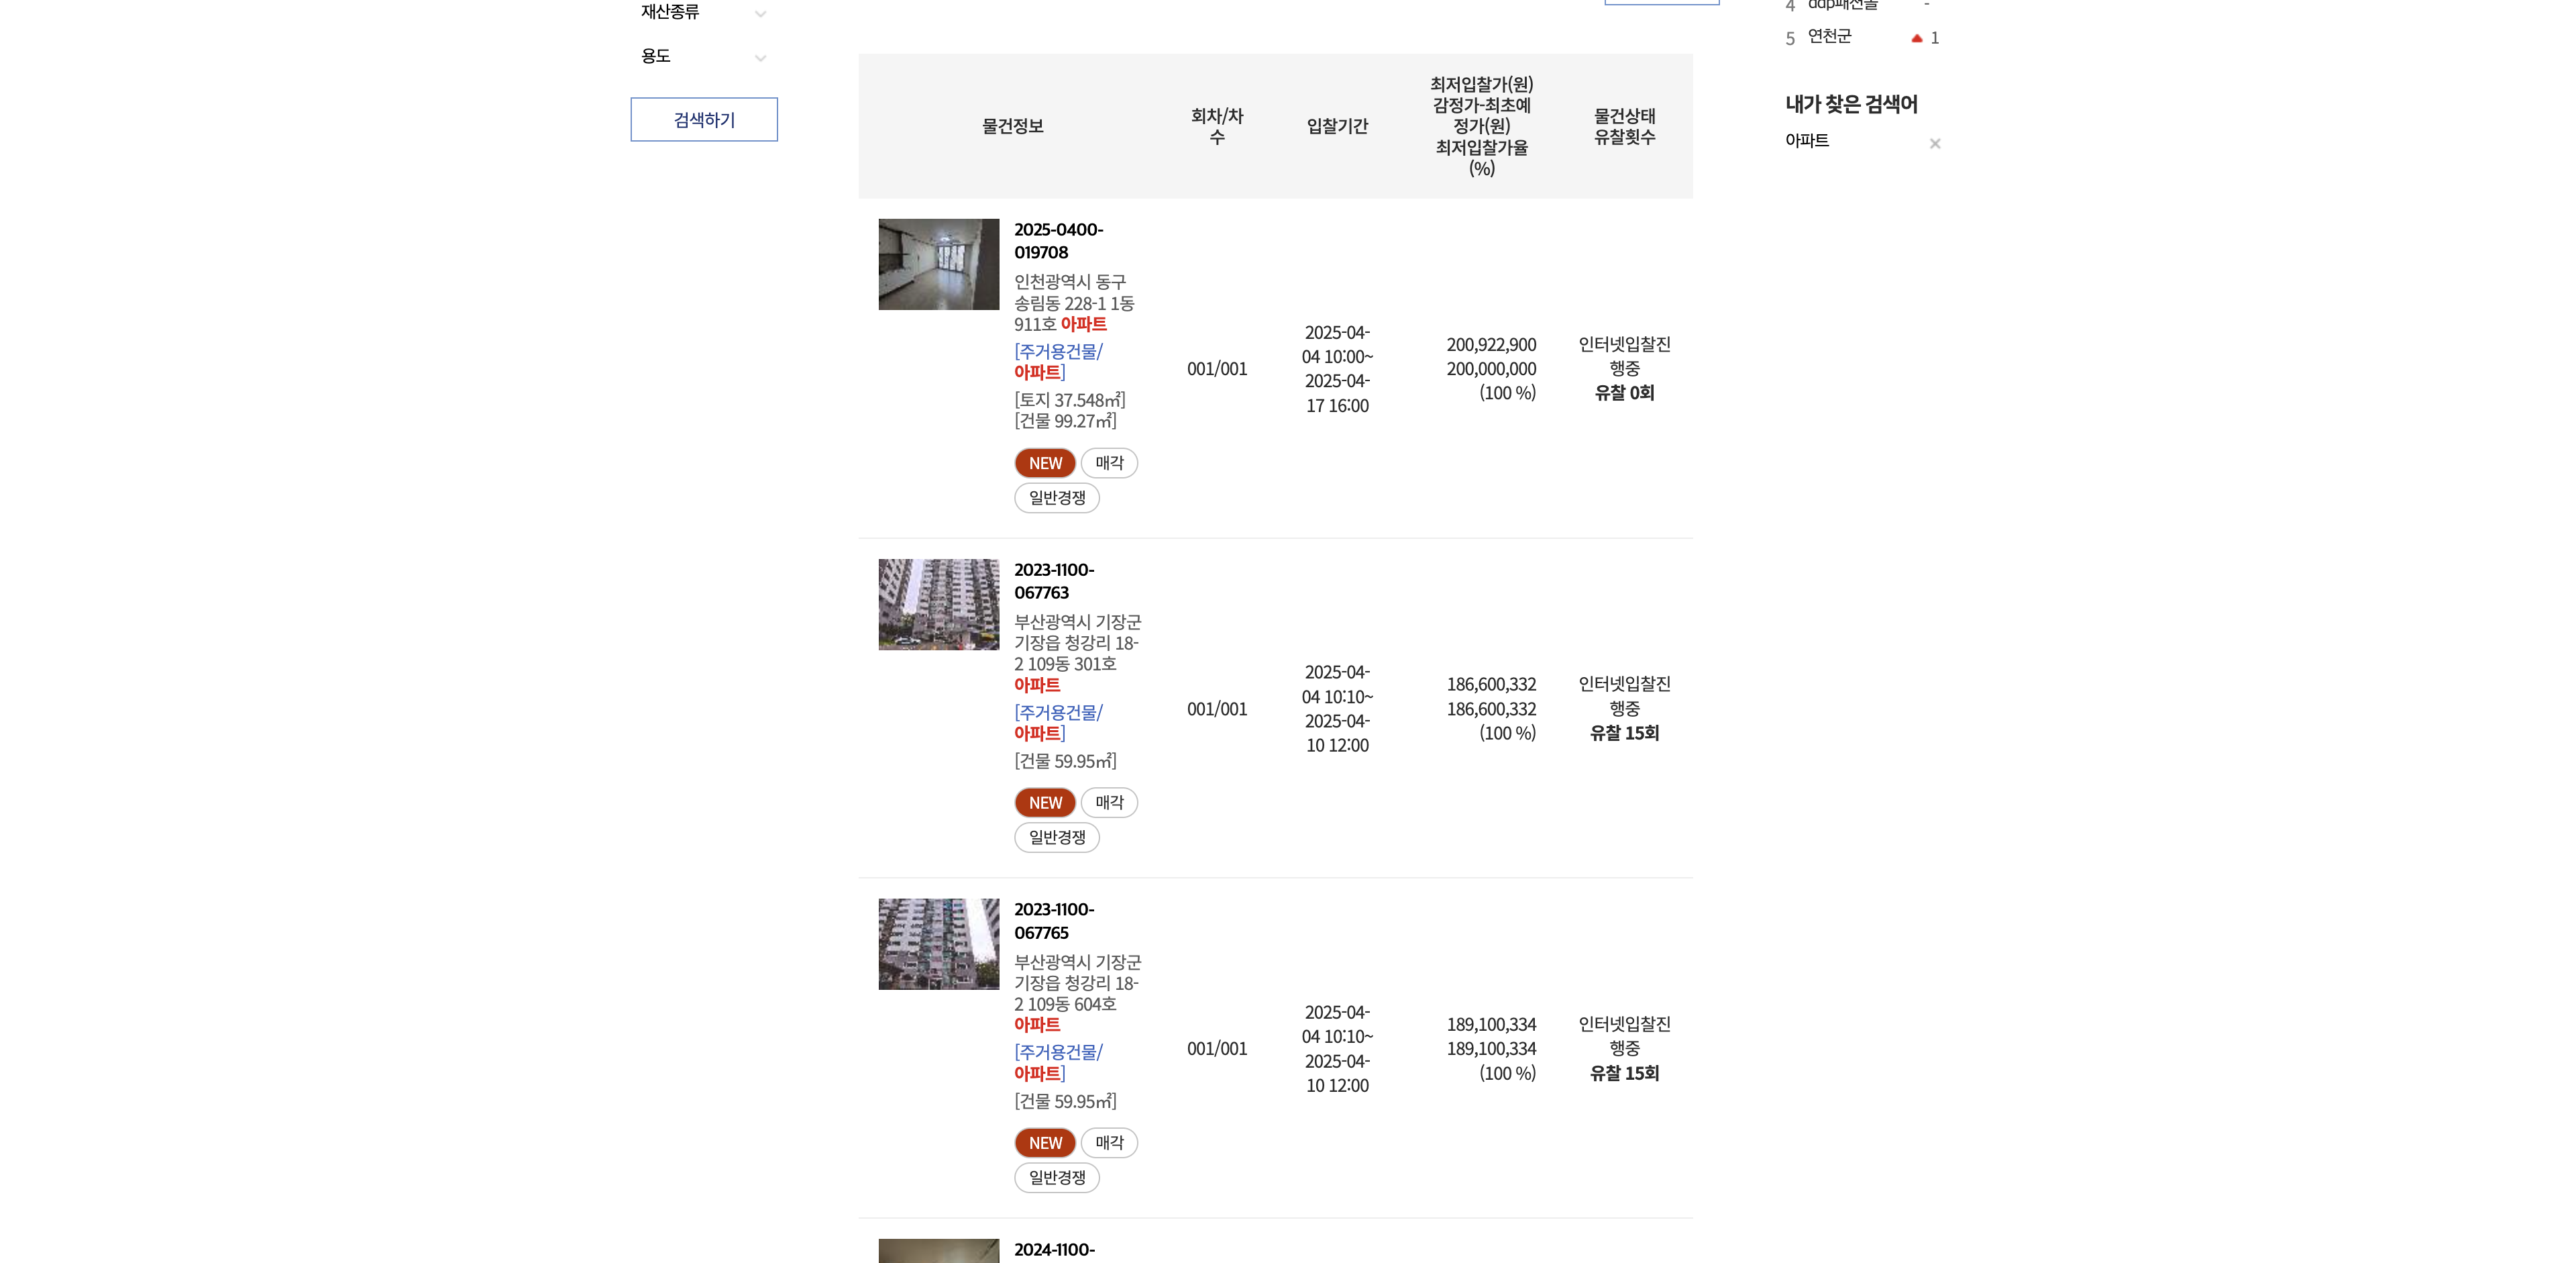 재산종류
용도
검색하기
물건정보
회차/차
수
입찰기간
최저입찰가(원)
감정가-최초예
정가(원)
최저입찰가율
(%)
물건상태
유찰횟수
2025-0400-
019708
인천광역시 동구
송림동 228-1 1동
911호 아파트
[주거용건물/
아파트]
[토지 37.548㎡]
[건물 99.27㎡]
NEW 매각
일반경쟁
001/001
2025-04-
04 10:00~
2025-04-
17 16:00
200,922,900
200,000,000
(100 %)
인터넷입찰진
행중
유찰 0회
2023-1100-
067763
부산광역시 기장군
기장읍 청강리 18-
2 109동 301호
아파트
[주거용건물/
아파트]
[건물 59.95㎡]
NEW 매각
일반경쟁
001/001
2025-04-
04 10:10~
2025-04-
10 12:00
186,600,332
186,600,332
(100 %)
인터넷입찰진
행중
유찰 15회
2023-1100-
067765
부산광역시 기장군
기장읍 청강리 18-
2 109동 604호
아파트
[주거용건물/
아파트]
[건물 59.95㎡]
NEW 매각
일반경쟁
001/001
2025-04-
04 10:10~
2025-04-
10 12:00
189,100,334
189,100,334
(100 %)
인터넷입찰진
행중
유찰 15회
2024-1100-
4 ddp패션몰 -
5 연천군 ▲ 1
내가 찾은 검색어
아파트 ×